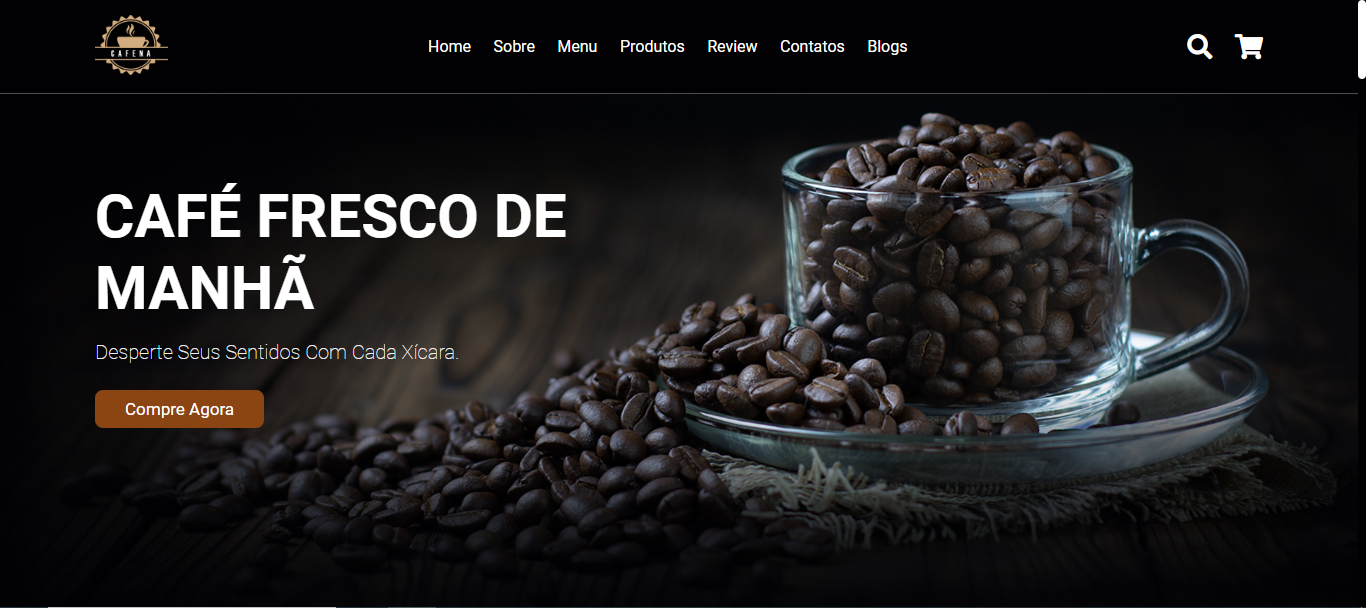 CAFENA
Home Sobre Menu Produtos Review Contatos Blogs
CAFÉ FRESCO DE
MANHÃ
Desperte Seus Sentidos Com Cada Xícara.
Compre Agora